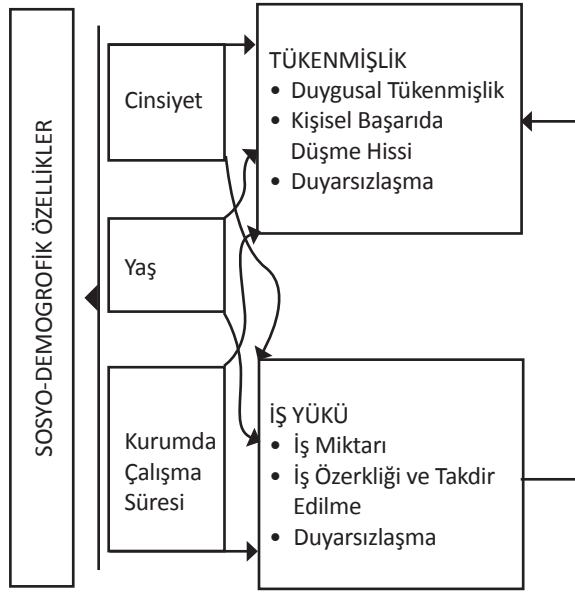 SOSYO-DEMOGROFİK ÖZELLİKLER
Cinsiyet
Yaş
Kurumda
Çalışma
Süresi
TÜKENMİŞLİK
• Duygusal Tükenmişlik
• Kişisel Başarıda
Düşme Hissi
• Duyarsızlaşma
İŞ YÜKÜ
• İş Miktarı
• İş Özerkliği ve Takdir
Edilme
• Duyarsızlaşma